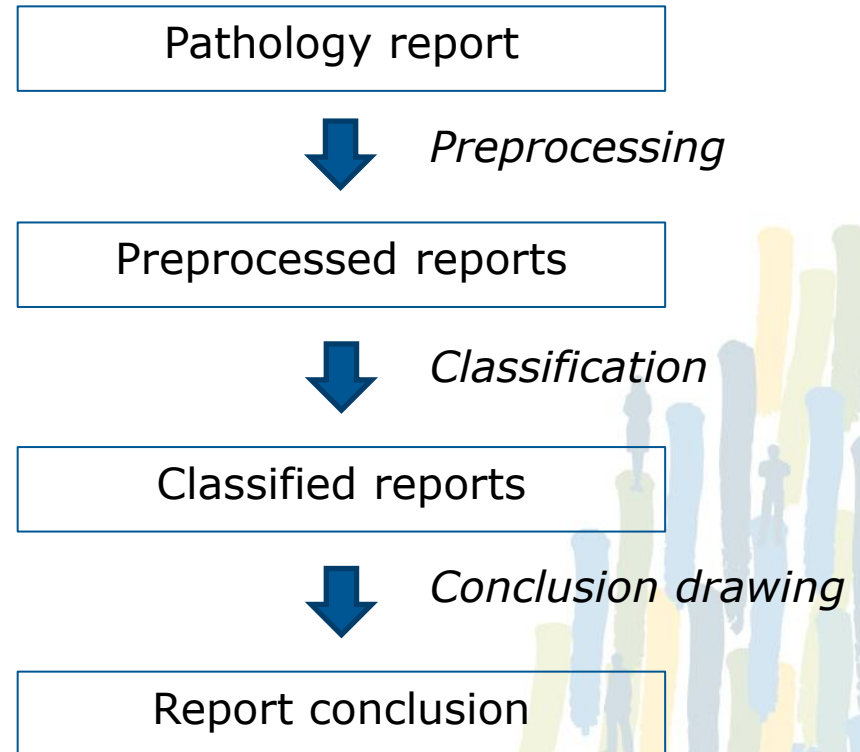 Pathology report
Preprocessing
Preprocessed reports
Classification
Classified reports
Conclusion drawing
Report conclusion